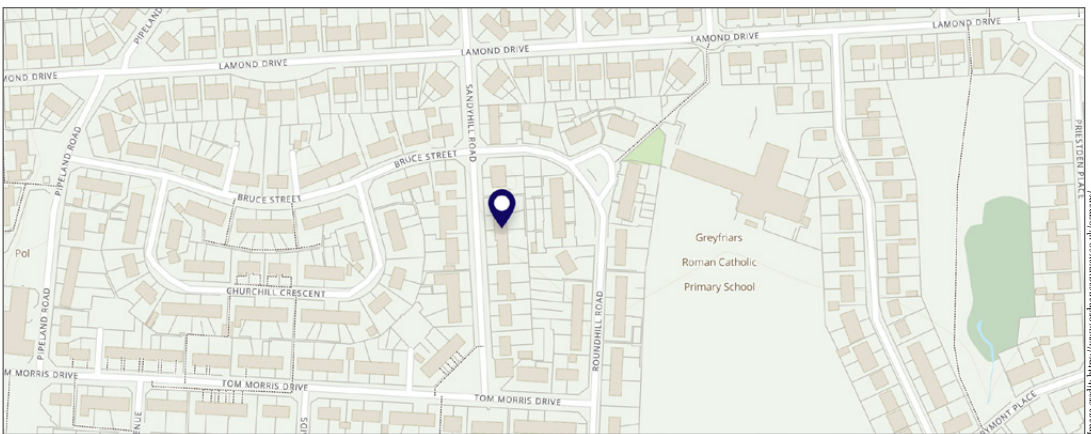 PIPELAND
LAMOND DRIVE
LAMOND DRIVE
LAMOND DRIVE
LAMOND DRIVE
MOND DRIVE
SANDYHILL ROAD
PIPELAND ROAD
PRIESTDEN PLACE
BRUCE STREET
BRUCE STREET
Greyfriars
Roman Catholic
Primary School
Pol
CHURCHILL CRESCENT
PIPELAND ROAD
ROUNDHILL ROAD
M MORRIS DRIVE
TOM MORRIS DRIVE
TOM MORRIS DRIVE
ENUE
YMONT PLACE